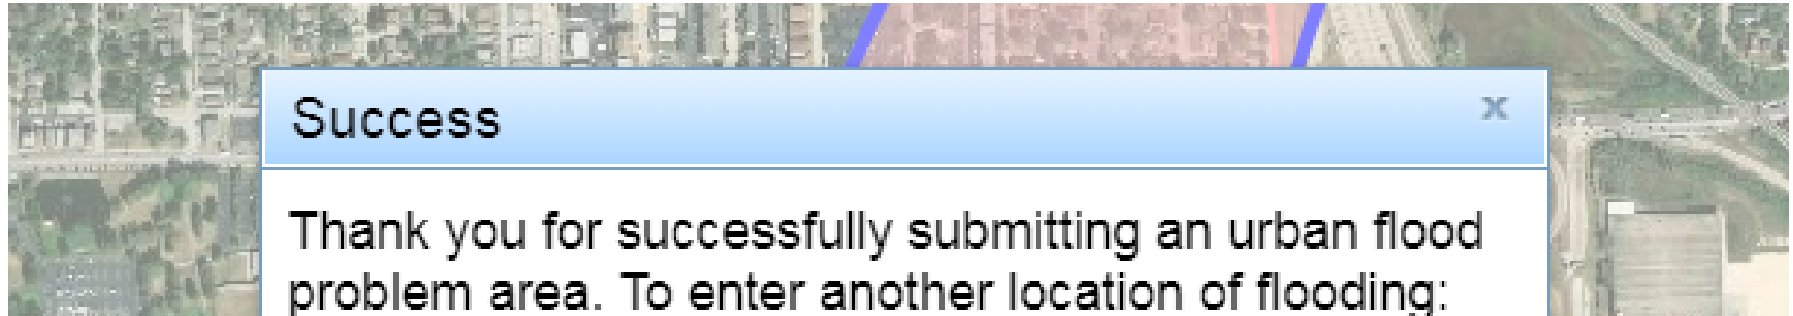 Success
x
Thank you for successfully submitting an urban flood
problem area. To enter another location of flooding: